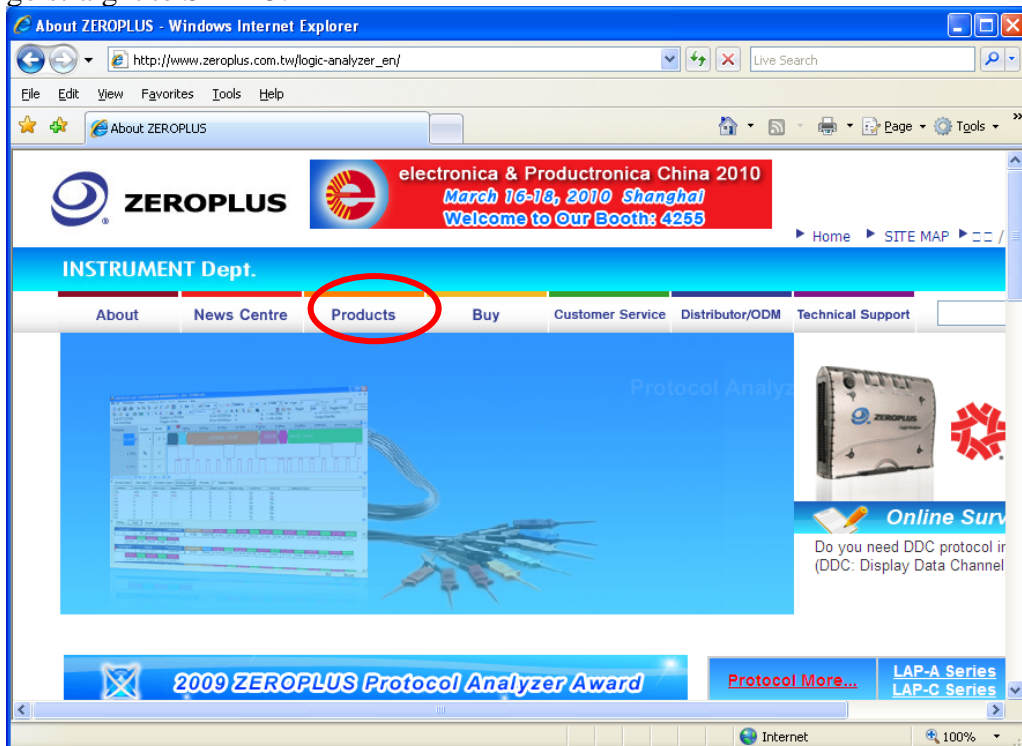 About ZEROPLUS - Windows Internet Explorer
http://www.zeroplus.com.tw/logic-analyzer_en/
Live Search
File Edit View Favorites Tools Help
About ZEROPLUS
Page Tools
ZEROPLUS
electronica & Productronica China 2010
March 16-18, 2010 Shanghai
Welcome to Our Booth: 4255
Home SITE MAP /
INSTRUMENT Dept.
About News Centre Products Buy Customer Service Distributor/ODM Technical Support
Protocol Analyz
ZEROPLUS
Online Surv
Do you need DDC protocol in
(DDC: Display Data Channel
2009 ZEROPLUS Protocol Analyzer Award
Protocol More...
LAP-A Series
LAP-C Series
Internet
100%